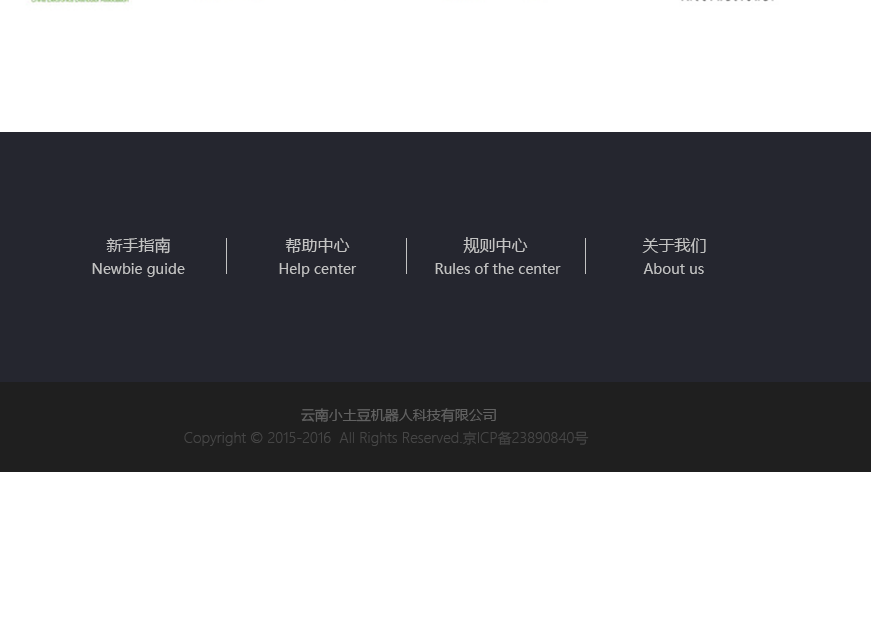 新手指南
Newbie guide
帮助中心
Help center
规则中心
Rules of the center
关于我们
About us
云南小土豆机器人科技有限公司
Copyright © 2015-2016  All Rights Reserved.京ICP备23890840号